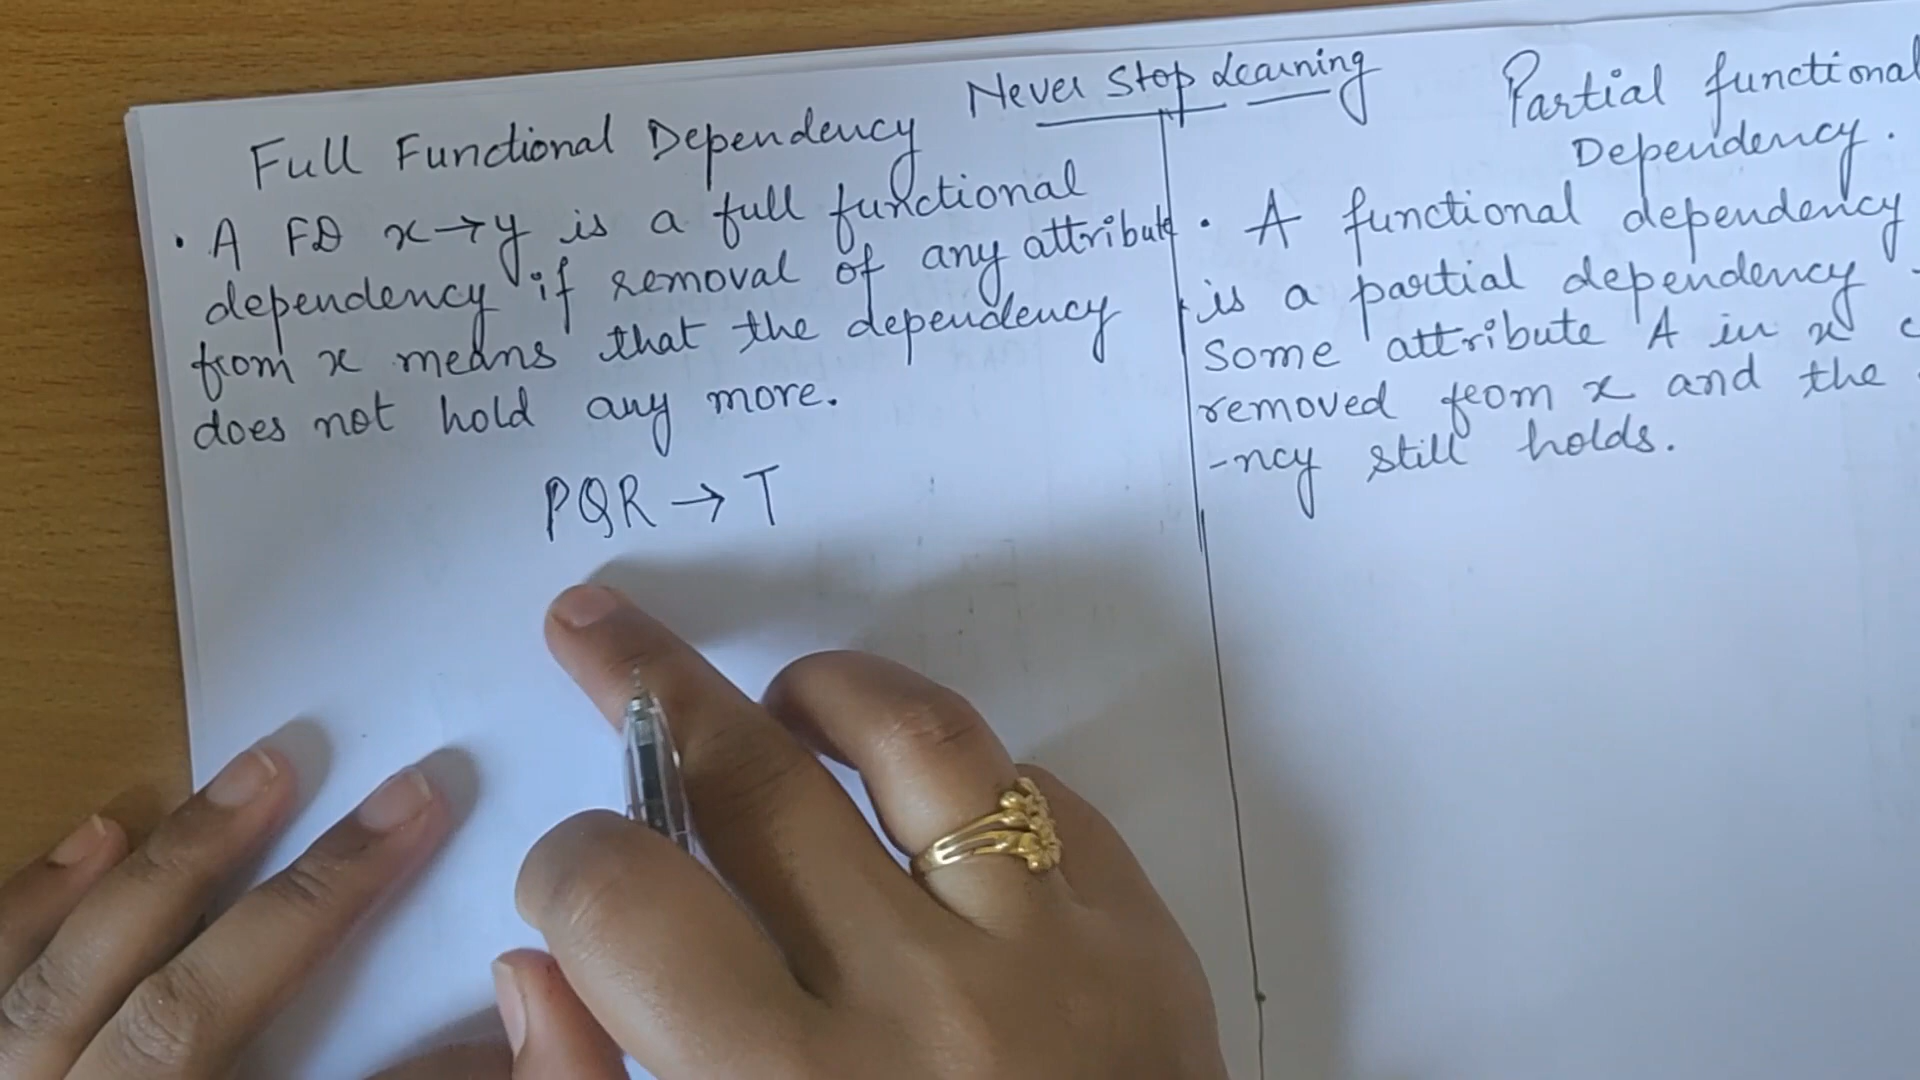 Never Stop Learning
Full Functional Dependency
• A FD x→y is a full functional
dependency if removal of any attribute
from x means that the dependency
does not hold any more.
PQR → T
Partial functional
Dependency.
• A functional dependency
is a partial dependency
Some attribute A in x
removed from x and the
-ncy still holds.